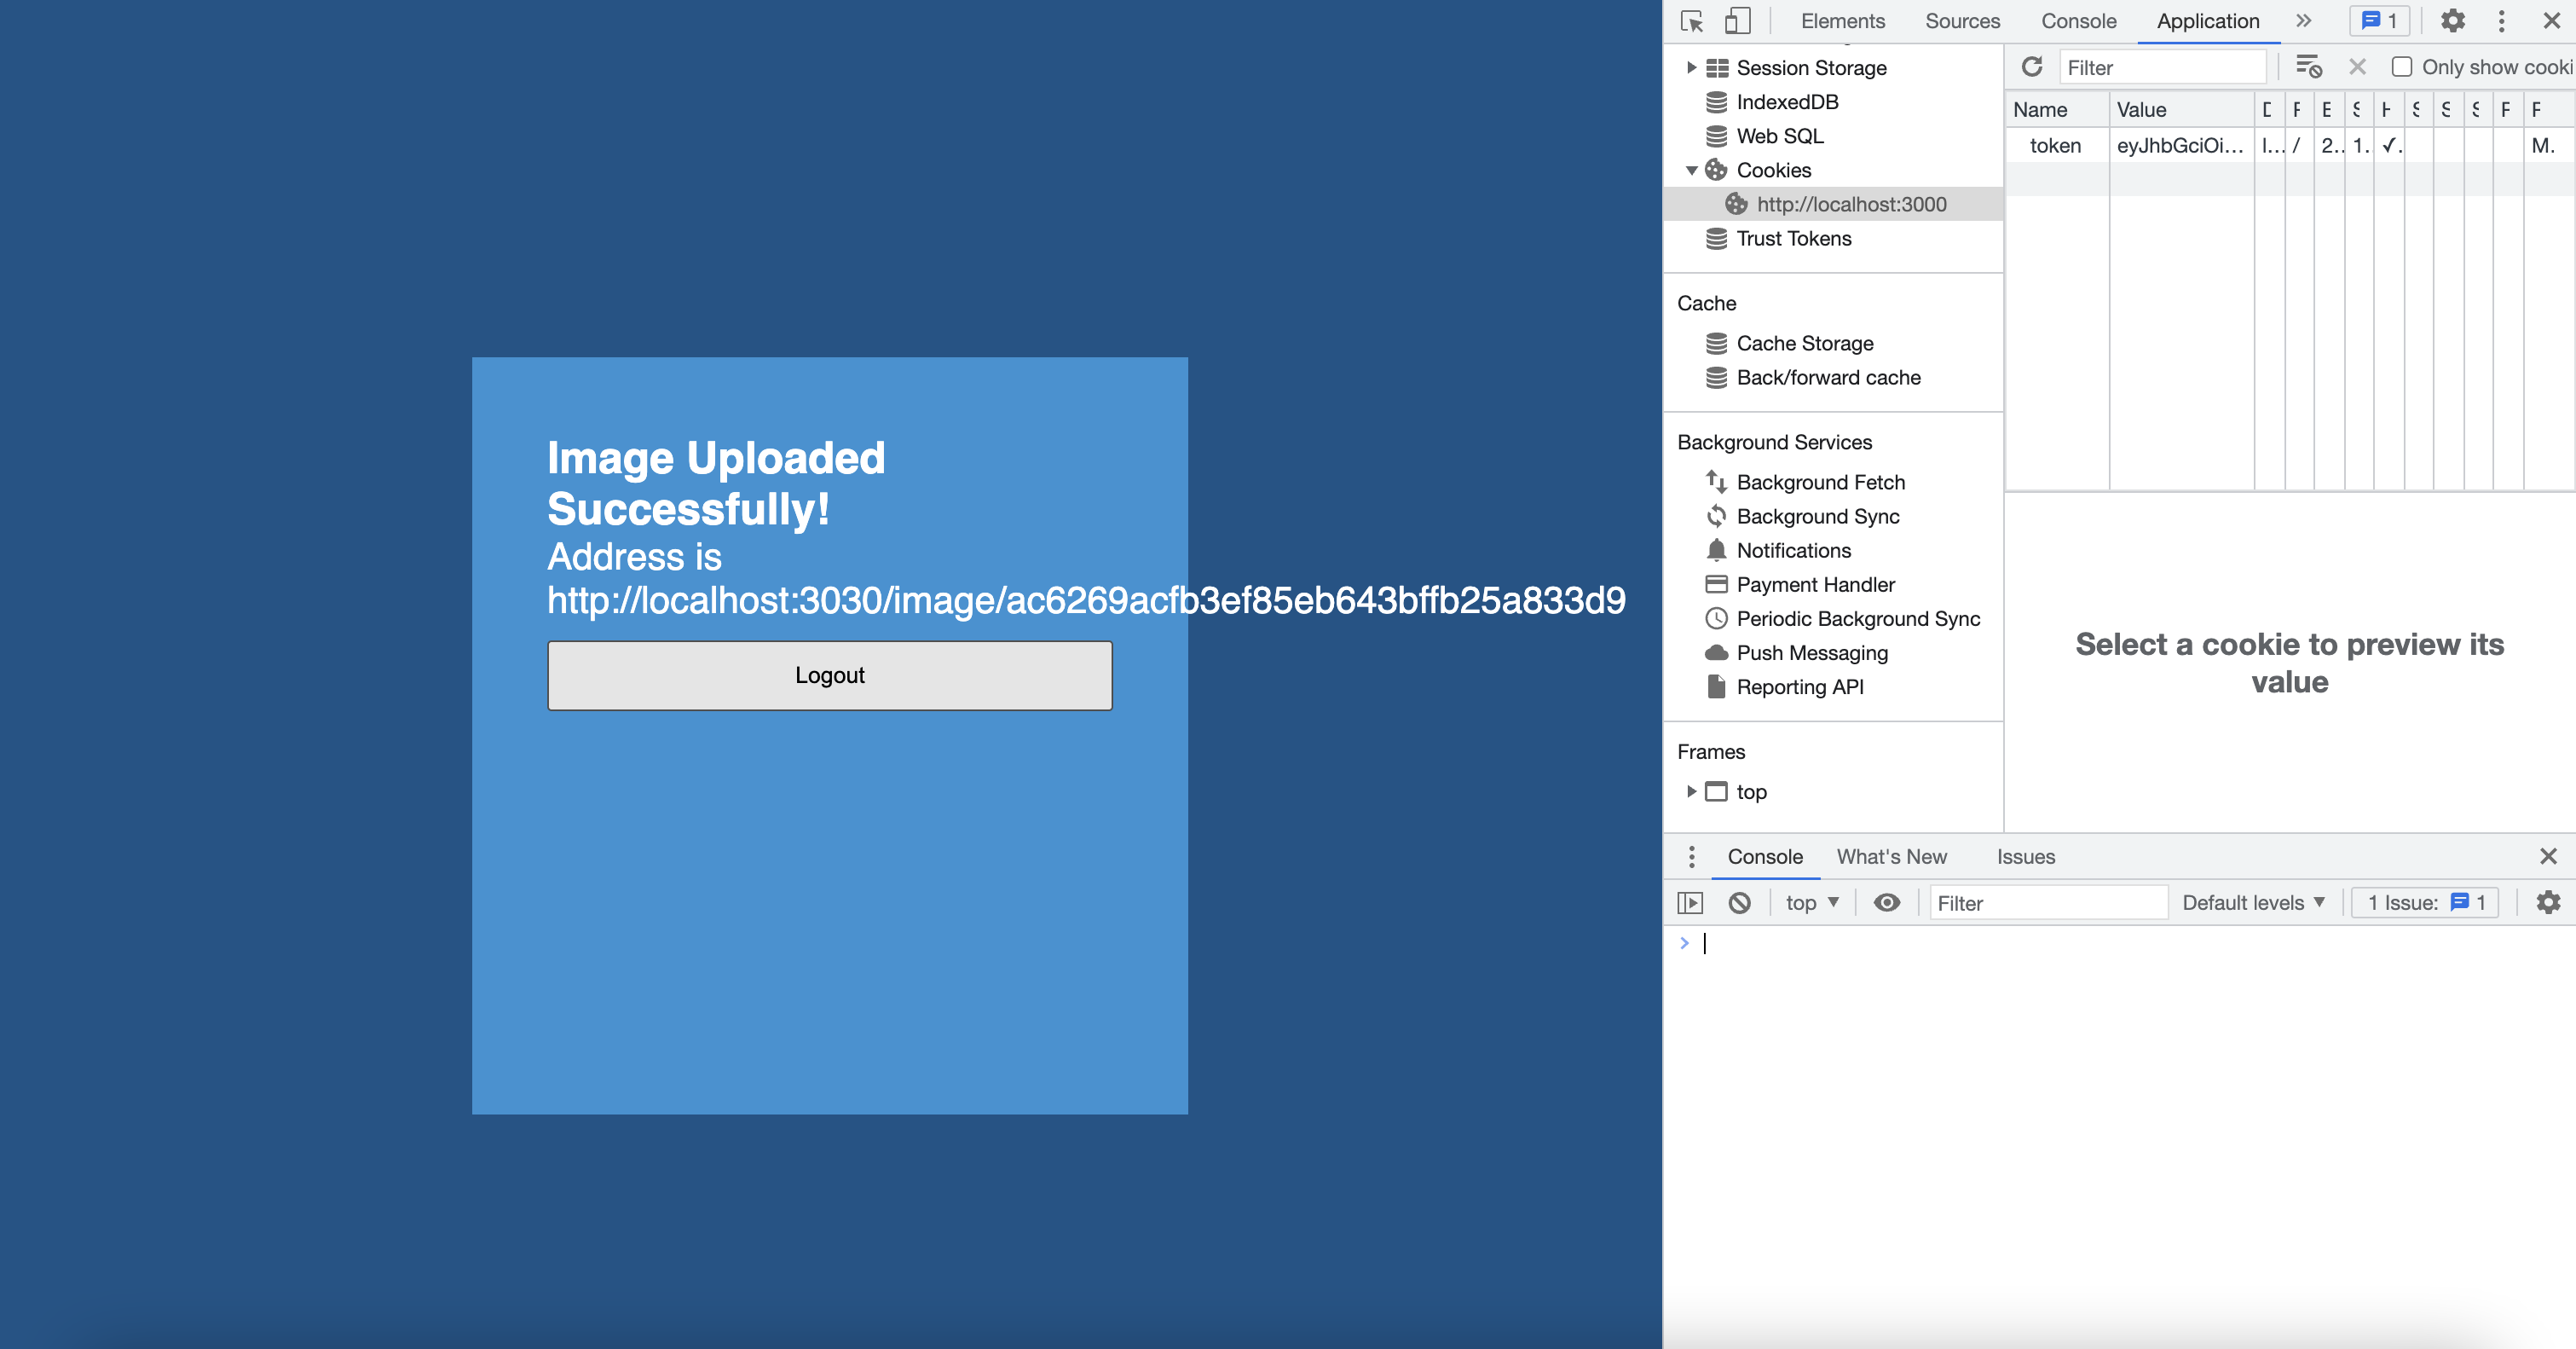 Image Uploaded
Successfully!
Address is
http://localhost:3030/image/ac6269acfb3ef85eb643bffb25a833d9
Logout
Elements Sources Console Application 1
Session Storage
IndexedDB
Web SQL
Cookies
http://localhost:3000
Trust Tokens
Cache
Cache Storage
Back/forward cache
Background Services
Background Fetch
Background Sync
Notifications
Payment Handler
Periodic Background Sync
Push Messaging
Reporting API
Frames
top
Filter Only show cooki
Name Value
token eyJhbGciOi... l... / 2.. 1. ✓. M.
Select a cookie to preview its
value
Console What's New Issues
top Filter Default levels 1 Issue: 1